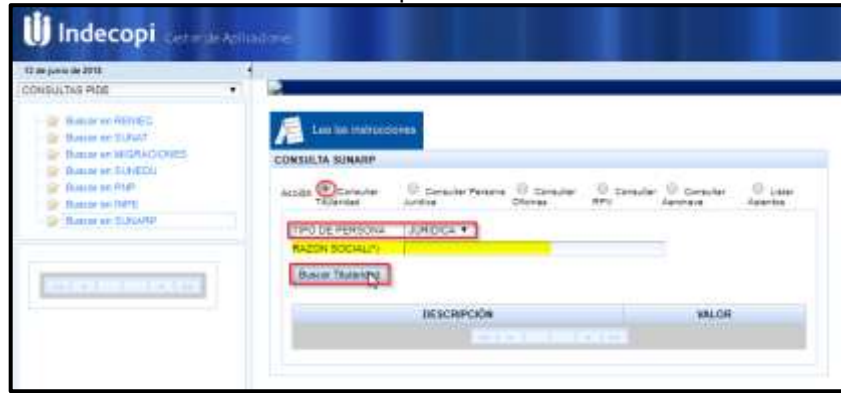 Indecopi Gestor de Aplicaciones
12 de junio de 2018
CONSULTAS PIDE
Buscar en RENIEC
Buscar en SUNAT
Buscar en MIGRACIONES
Buscar en SUNEDU
Buscar en PNP
Buscar en INPE
Buscar en SUNARP
Lea las instrucciones
CONSULTA SUNARP
Acción Consultar Titularidad
Consultar Persona Jurídica
Consultar Oficinas
Consultar RPV
Consultar Aeronave
Listar Asientos
TIPO DE PERSONA JURIDICA
RAZON SOCIAL(*)
Buscar Titularidad
DESCRIPCIÓN VALOR